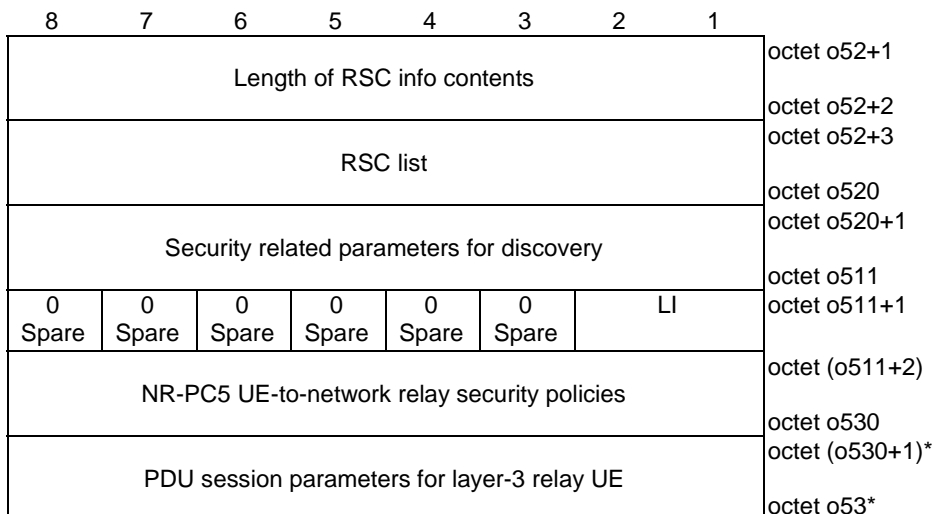 8 7 6 5 4 3 2 1
octet o52+1
Length of RSC info contents
octet o52+2
octet o52+3
RSC list
octet o520
octet o520+1
Security related parameters for discovery
octet o511
0 0 0 0 0 0 LI octet o511+1
Spare Spare Spare Spare Spare Spare
octet (o511+2)
NR-PC5 UE-to-network relay security policies
octet o530
octet (o530+1)*
PDU session parameters for layer-3 relay UE
octet o53*